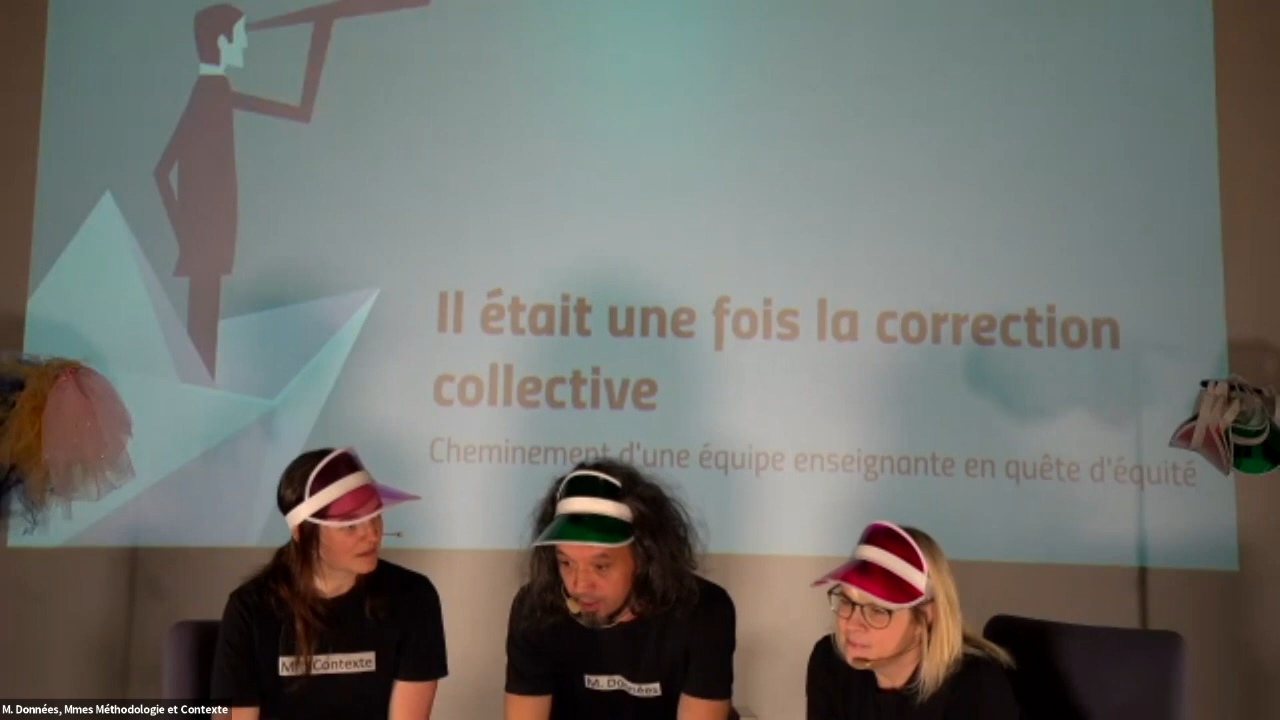 Il était une fois la correction
collective
Cheminement d'une équipe enseignante en quête d'équité
Contexte
M. Données
M. Données, Mmes Méthodologie et Contexte